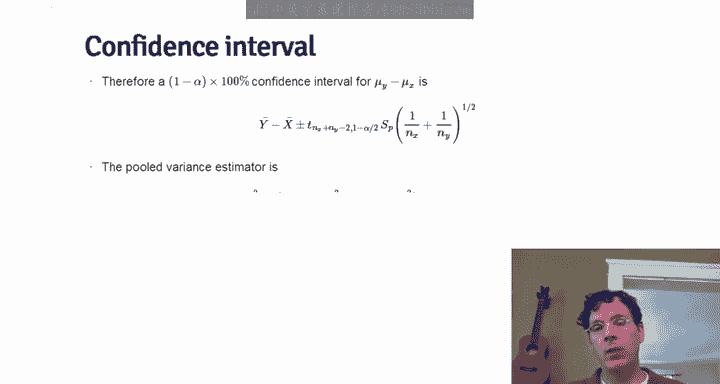 Confidence interval
· Therefore a (1 − α) × 100% confidence interval for μ_y − μ_x is
Ȳ − X̄ ± t_{n_x+n_y−2,1−α/2} S_p (1/n_x + 1/n_y)^{1/2}
· The pooled variance estimator is